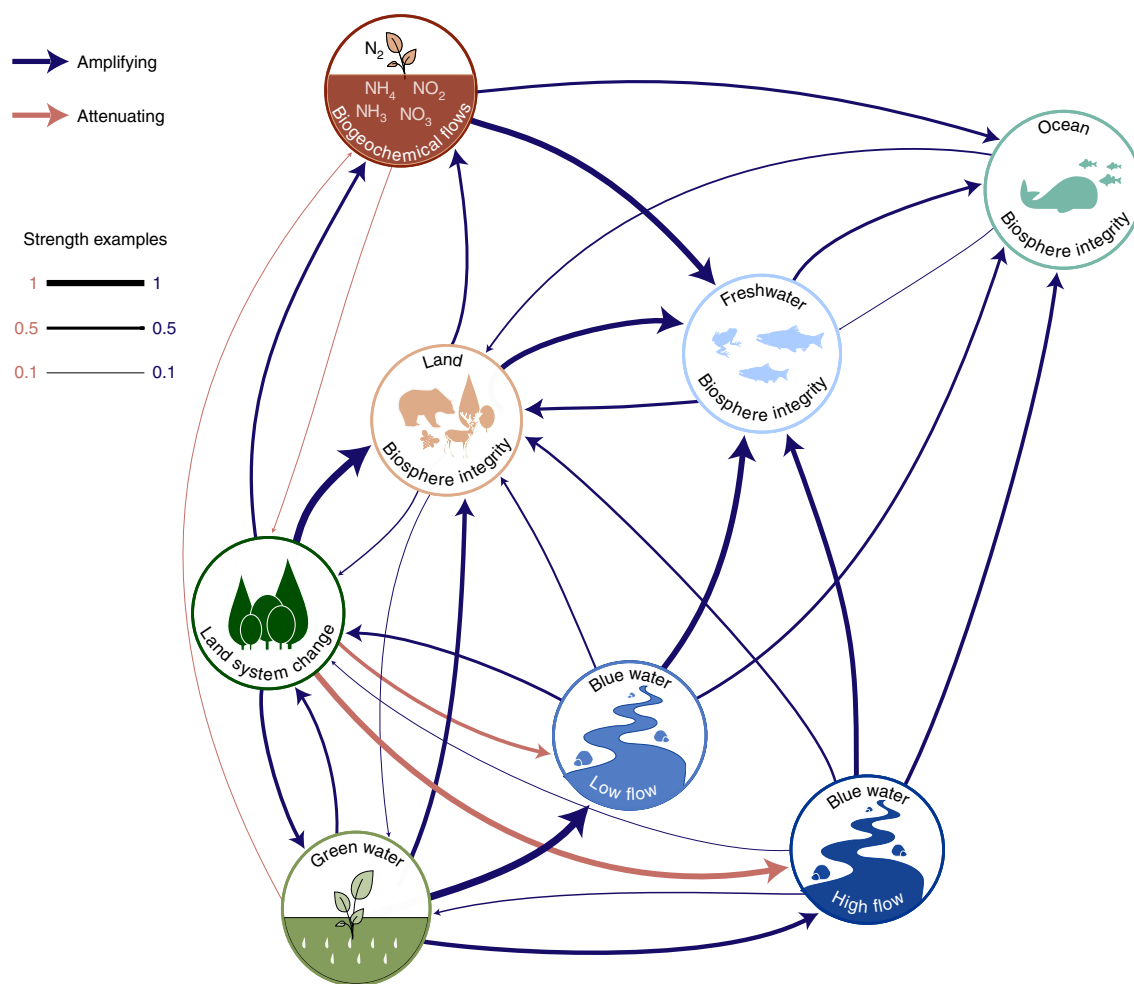 Amplifying
Attenuating
Strength examples
1 1
0.5 0.5
0.1 0.1
N2
NH4 NO2
NH3 NO3
Biogeochemical flows
Ocean
Biosphere integrity
Freshwater
Biosphere integrity
Land
Biosphere integrity
Land system change
Blue water
Low flow
Blue water
High flow
Green water